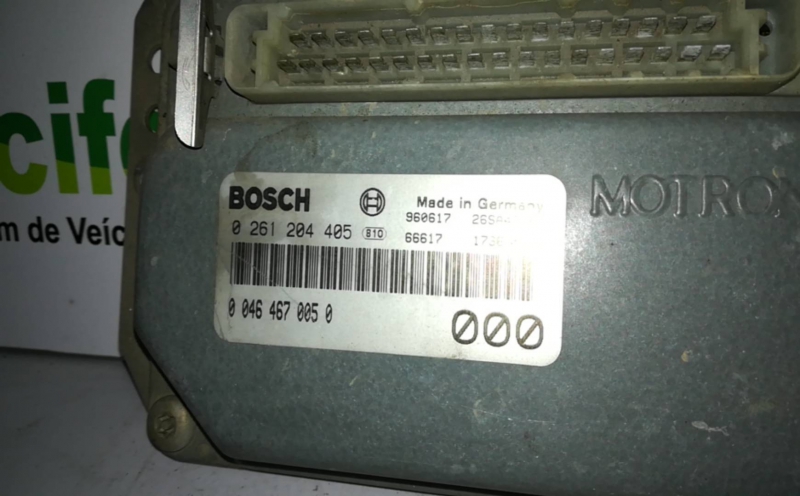 cif
m de Veíc
MOTRO
BOSCH
Made in Germany
960617
0 261 204 405 B10
66617
0 046 467 005 0
000